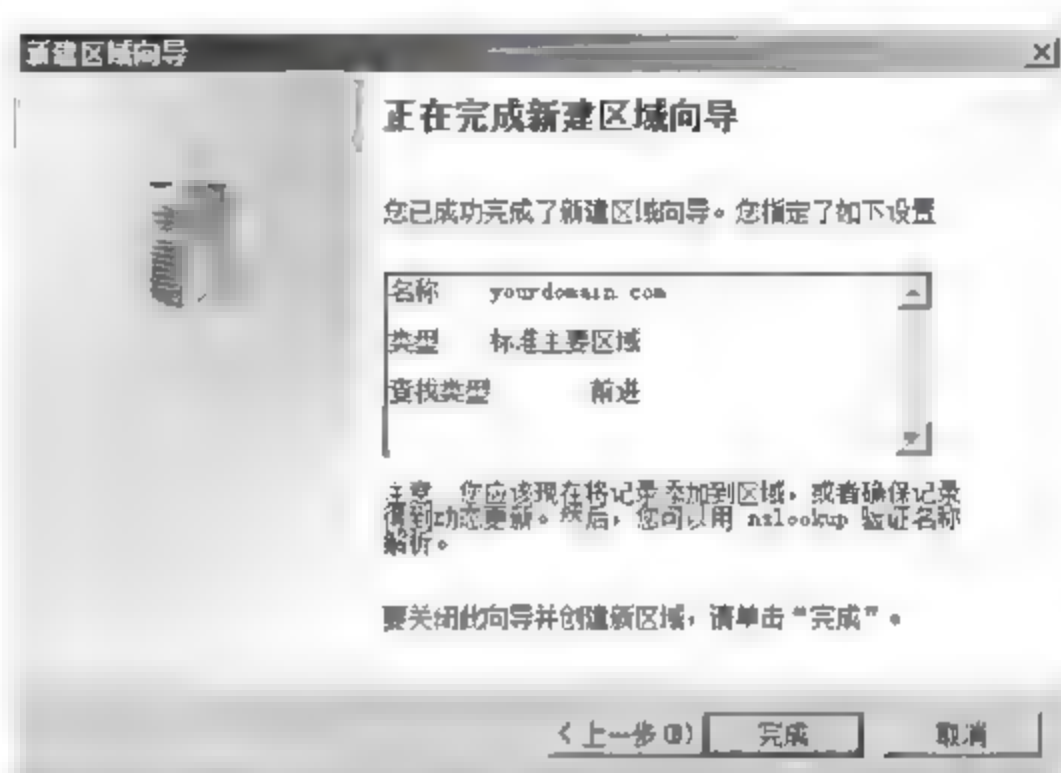 新建区域向导
正在完成新建区域向导
您已成功完成了新建区域向导。您指定了如下设置
名称 yourdomain com
类型 标准主要区域
查找类型 前进
主意 您应该现在将记录添加到区域，或者确保记录
得到动态更新。然后，您可以用 nslookup 验证名称
解析。
要关闭此向导并创建新区域，请单击“完成”。
< 上一步(B)
完成
取消